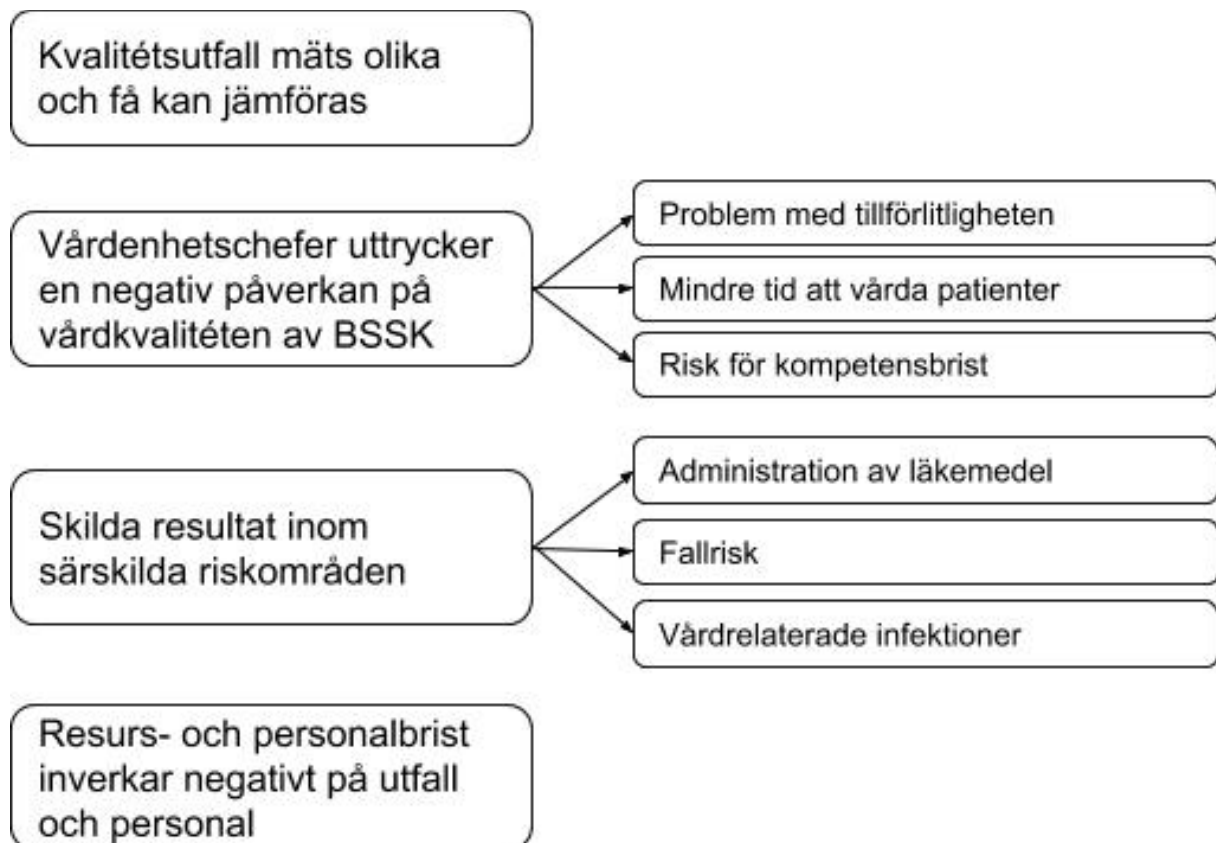 Kvalitétsutfall mäts olika
och få kan jämföras
Vårdenhetschefer uttrycker
en negativ påverkan på
vårdkvalitéten av BSSK
Problem med tillförlitligheten
Mindre tid att vårda patienter
Risk för kompetensbrist
Skilda resultat inom
särskilda riskområden
Administration av läkemedel
Fallrisk
Vårdrelaterade infektioner
Resurs- och personalbrist
inverkar negativt på utfall
och personal